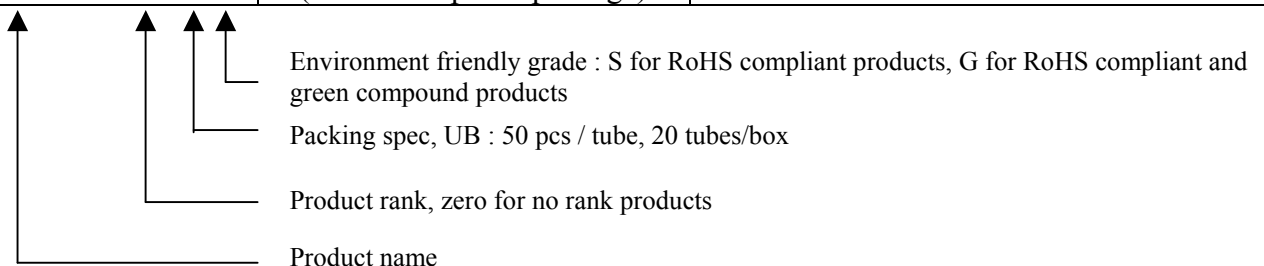 Environment friendly grade : S for RoHS compliant products, G for RoHS compliant and
green compound products
Packing spec, UB : 50 pcs / tube, 20 tubes/box
Product rank, zero for no rank products
Product name